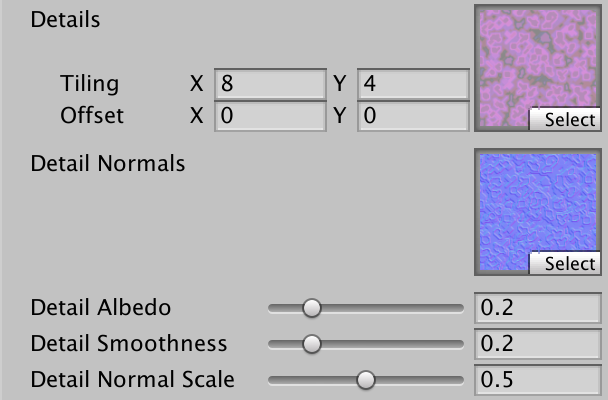 Details
Tiling X 8 Y 4
Offset X 0 Y 0
Select
Detail Normals
Select
Detail Albedo 0.2
Detail Smoothness 0.2
Detail Normal Scale 0.5